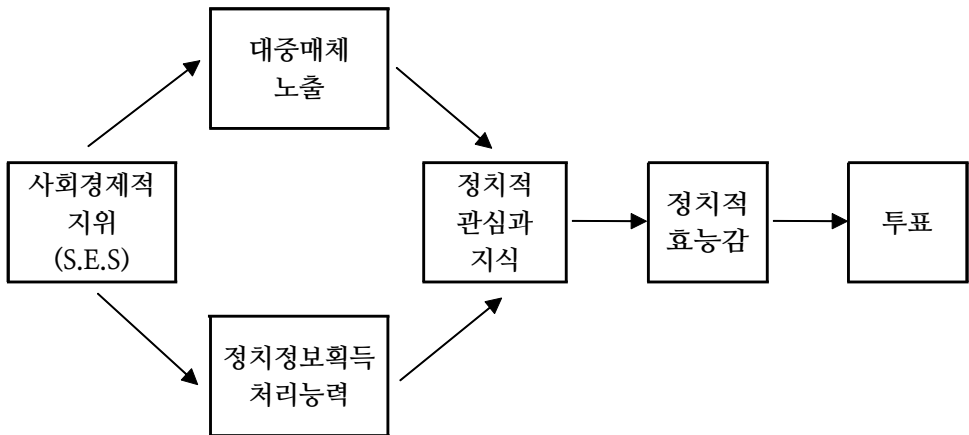 대중매체
노출
사회경제적
지위
(S.E.S)
정치적
관심과
지식
정치적
효능감
투표
정치정보획득
처리능력